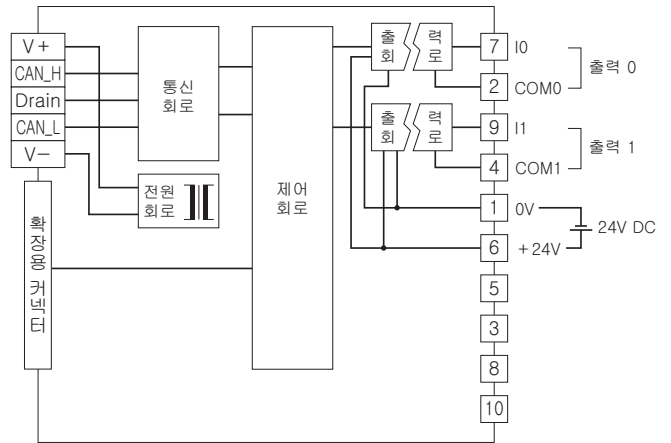 V+
CAN_H
Drain
CAN_L
V−
확장용 커넥터
통신
회로
전원
회로
제어
회로
출 력
회 로
출 력
회 로
7 I0
2 COM0
출력 0
9 I1
4 COM1
출력 1
1 0V
6 +24V
24V DC
5
3
8
10